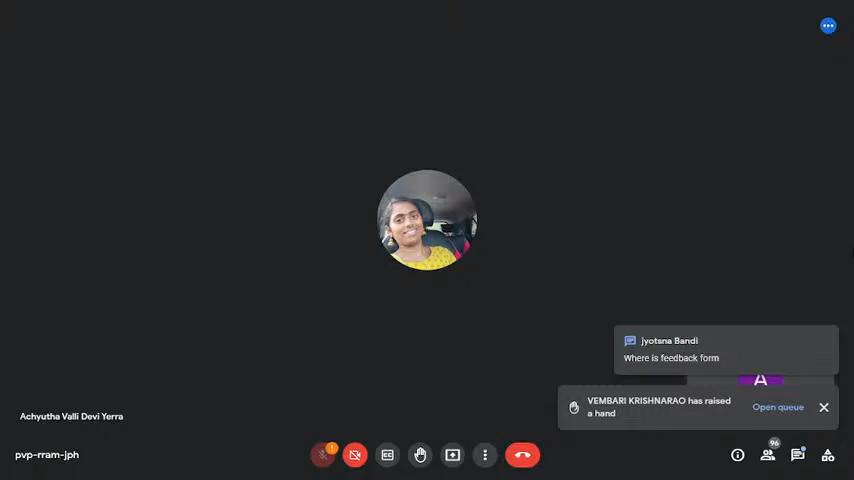 jyotsna Bandi
Where is feedback form
A
VEMBARI KRISHNARAO has raised
a hand
Open queue
Achyutha Valli Devi Yerra
pvp-rram-jph
!
CC
96